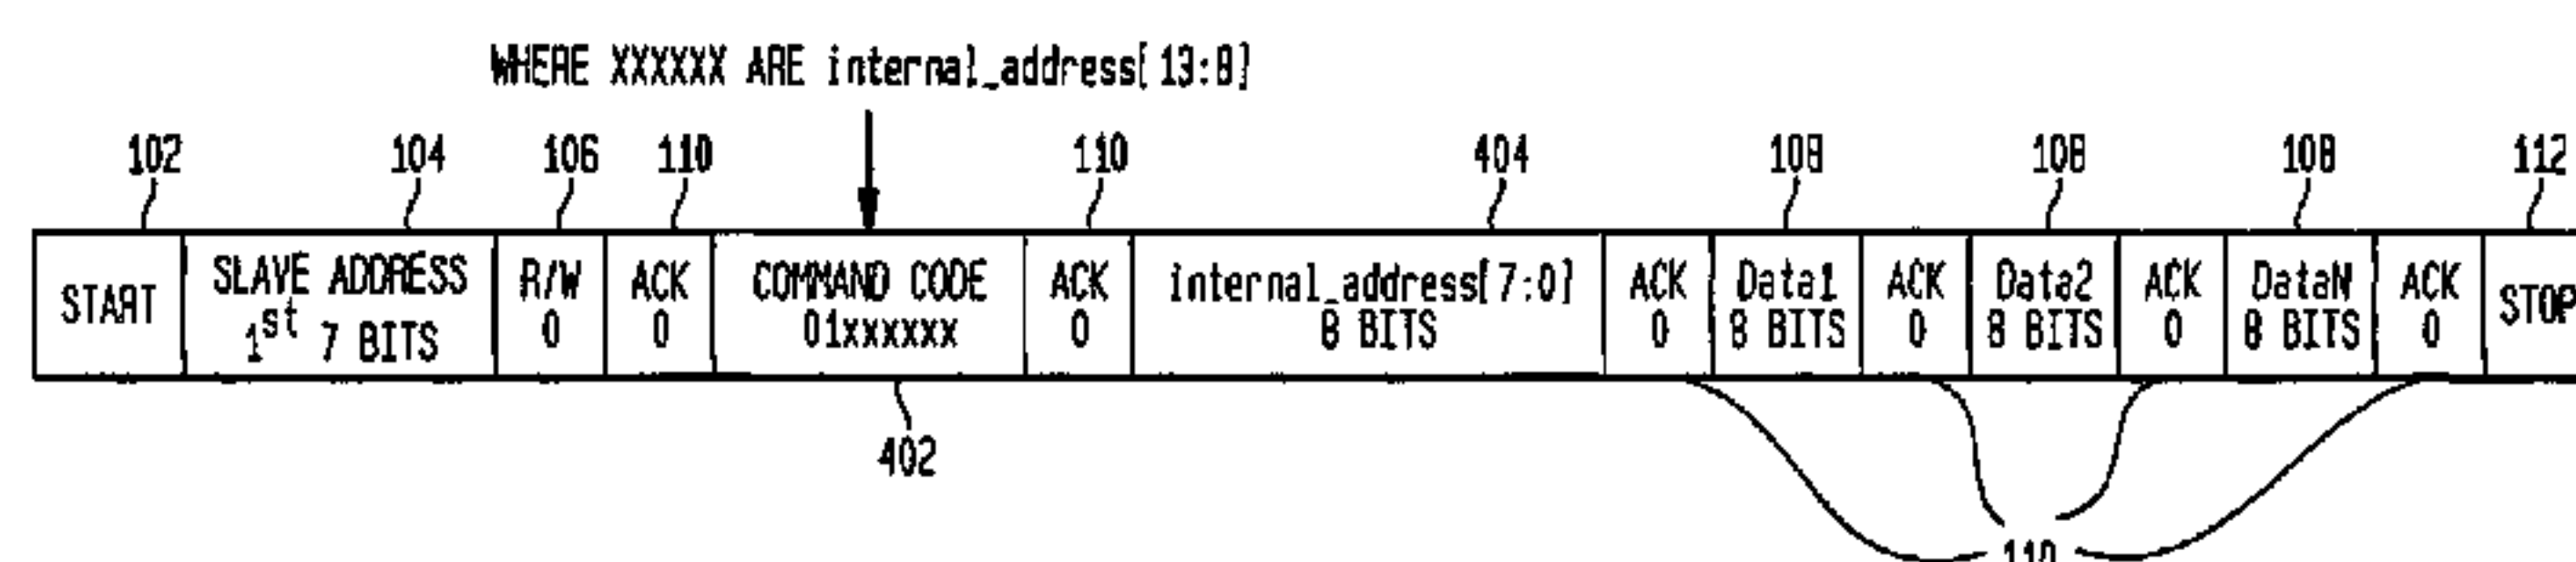 WHERE XXXXXX ARE internal_address[13:8]
102 104 106 110 110 404 108 108 108 112
START
SLAVE ADDRESS
1st 7 BITS
R/W
0
ACK
0
COMMAND CODE
01xxxxxx
ACK
0
internal_address[7:0]
8 BITS
ACK
0
Data1
8 BITS
ACK
0
Data2
8 BITS
ACK
0
DataN
8 BITS
ACK
0
STOP
402
110